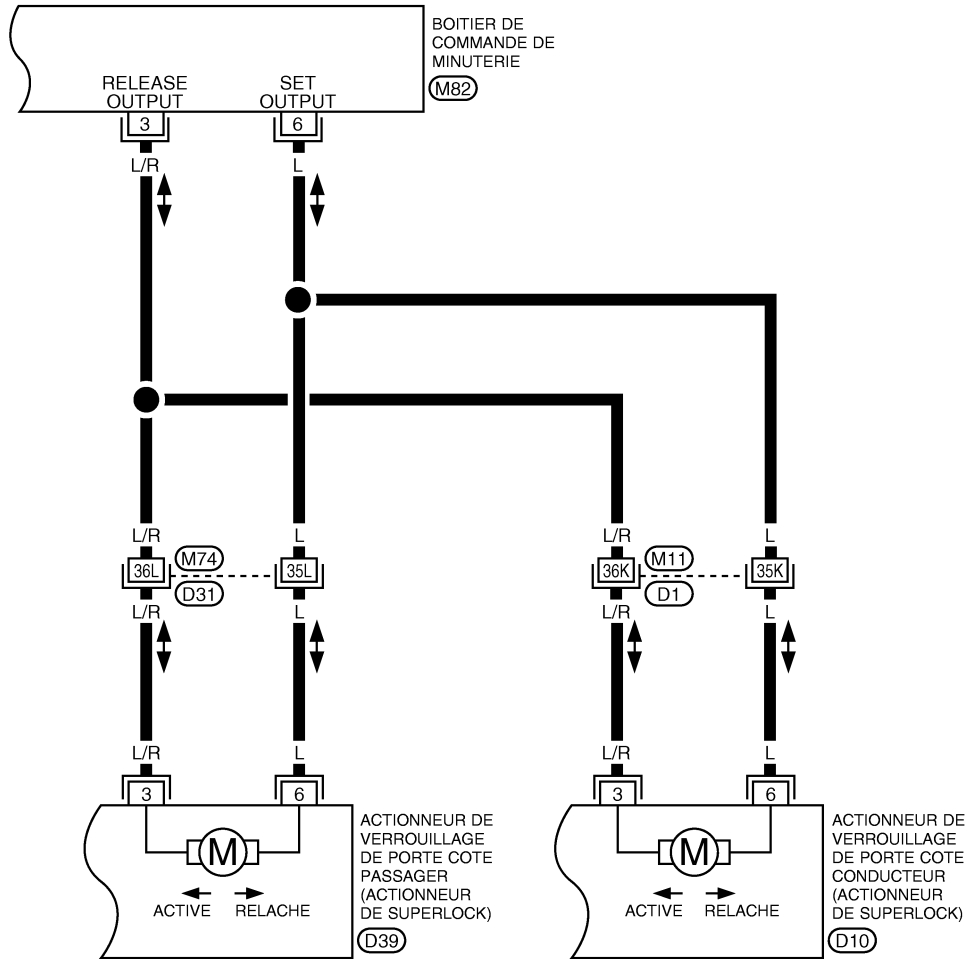 BOITIER DE
COMMANDE DE
MINUTERIE
M82
RELEASE
OUTPUT
SET
OUTPUT
3
6
L/R
L
L/R
L
L/R
L
36L
M74
35L
36K
M11
35K
D31
D1
L/R
L
L/R
L
L/R
L
L/R
L
3
6
3
6
ACTIONNEUR DE
VERROUILLAGE
DE PORTE COTE
PASSAGER
(ACTIONNEUR
DE SUPERLOCK)
D39
M
ACTIVE
RELACHE
ACTIONNEUR DE
VERROUILLAGE
DE PORTE COTE
CONDUCTEUR
(ACTIONNEUR
DE SUPERLOCK)
D10
M
ACTIVE
RELACHE